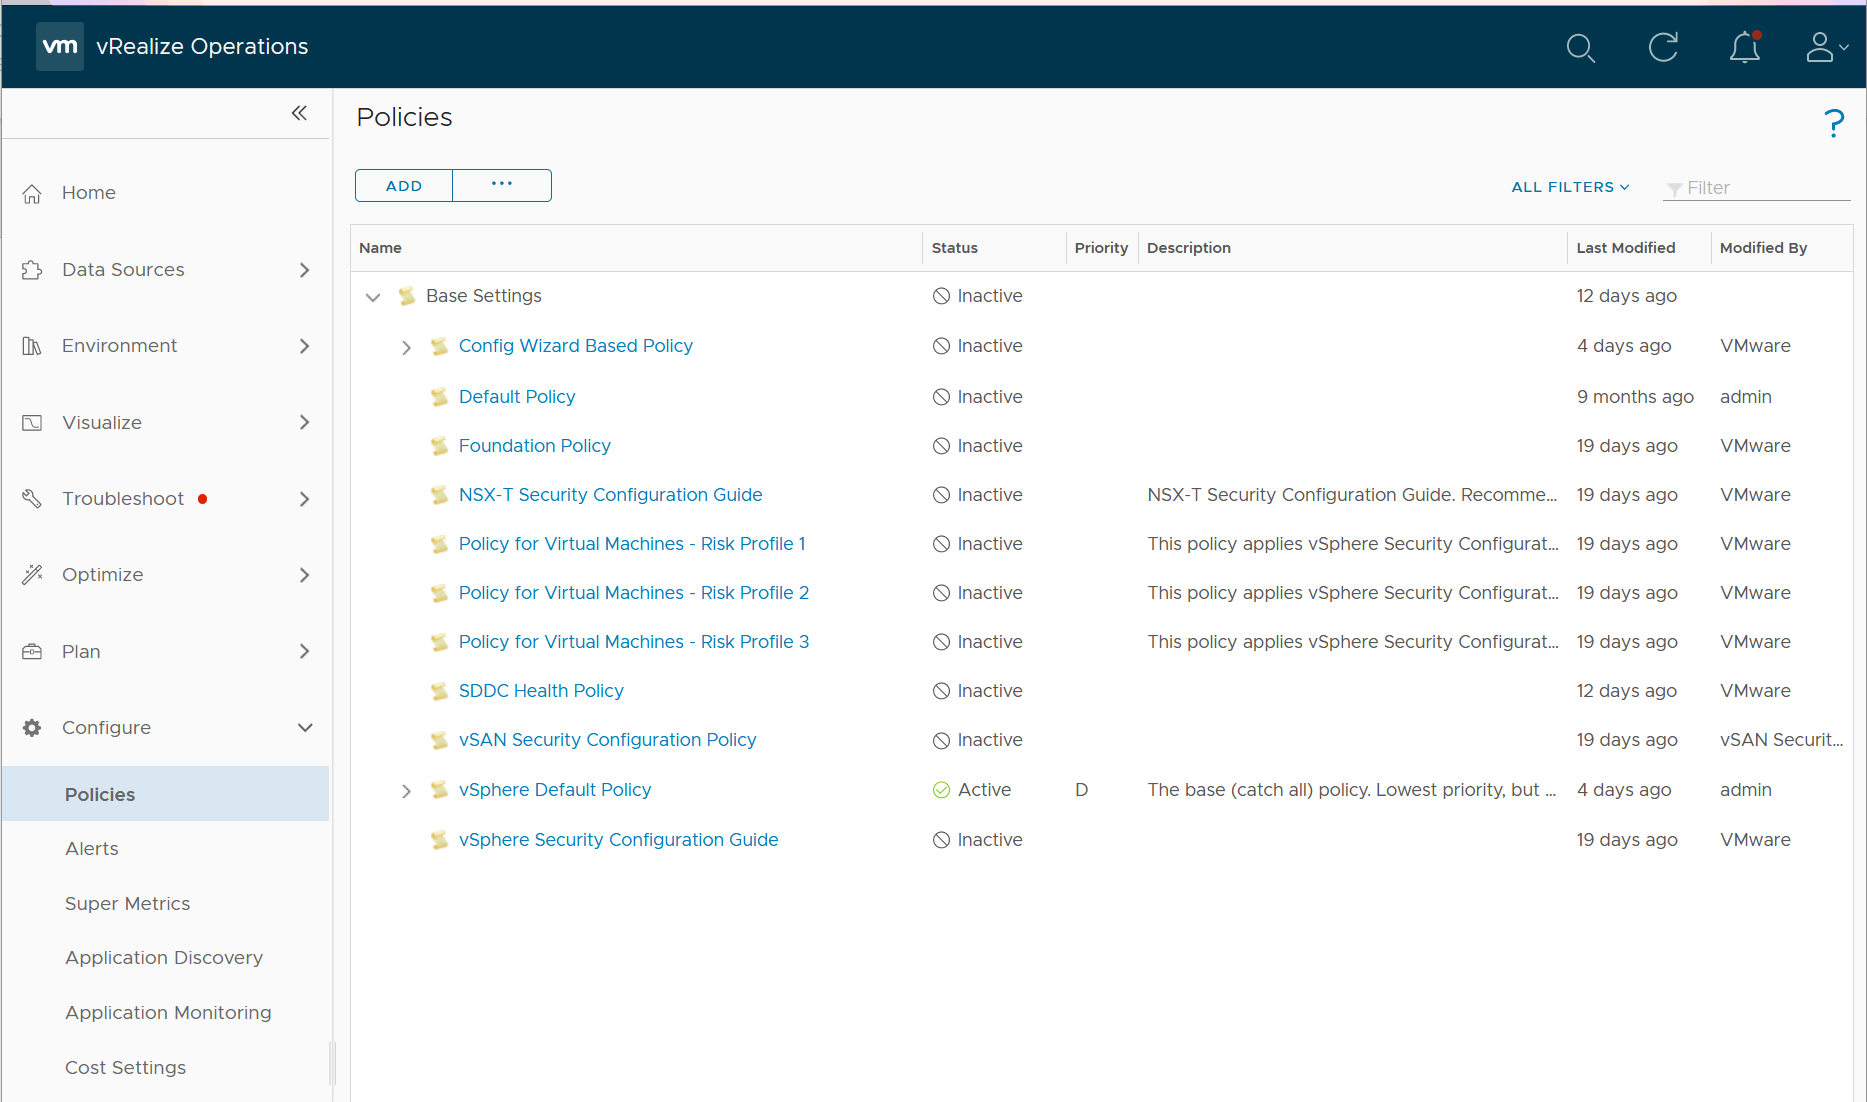 vm vRealize Operations
Policies
?
ADD ...
ALL FILTERS Filter
Home
Data Sources
Environment
Visualize
Troubleshoot
Optimize
Plan
Configure
Policies
Alerts
Super Metrics
Application Discovery
Application Monitoring
Cost Settings
Name Status Priority Description Last Modified Modified By
Base Settings Inactive 12 days ago
Config Wizard Based Policy Inactive 4 days ago VMware
Default Policy Inactive 9 months ago admin
Foundation Policy Inactive 19 days ago VMware
NSX-T Security Configuration Guide Inactive NSX-T Security Configuration Guide. Recomme... 19 days ago VMware
Policy for Virtual Machines - Risk Profile 1 Inactive This policy applies vSphere Security Configurat... 19 days ago VMware
Policy for Virtual Machines - Risk Profile 2 Inactive This policy applies vSphere Security Configurat... 19 days ago VMware
Policy for Virtual Machines - Risk Profile 3 Inactive This policy applies vSphere Security Configurat... 19 days ago VMware
SDDC Health Policy Inactive 12 days ago VMware
vSAN Security Configuration Policy Inactive 19 days ago vSAN Securit...
vSphere Default Policy Active D The base (catch all) policy. Lowest priority, but ... 4 days ago admin
vSphere Security Configuration Guide Inactive 19 days ago VMware